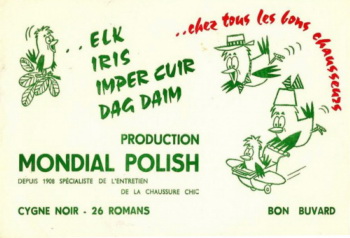 ..ELK
IRIS
IMPER CUIR
DAG DAIM
..chez tous les bons chausseurs
PRODUCTION
MONDIAL POLISH
DEPUIS 1908 SPÉCIALISTE DE L'ENTRETIEN
DE LA CHAUSSURE CHIC
CYGNE NOIR - 26 ROMANS
BON BUVARD